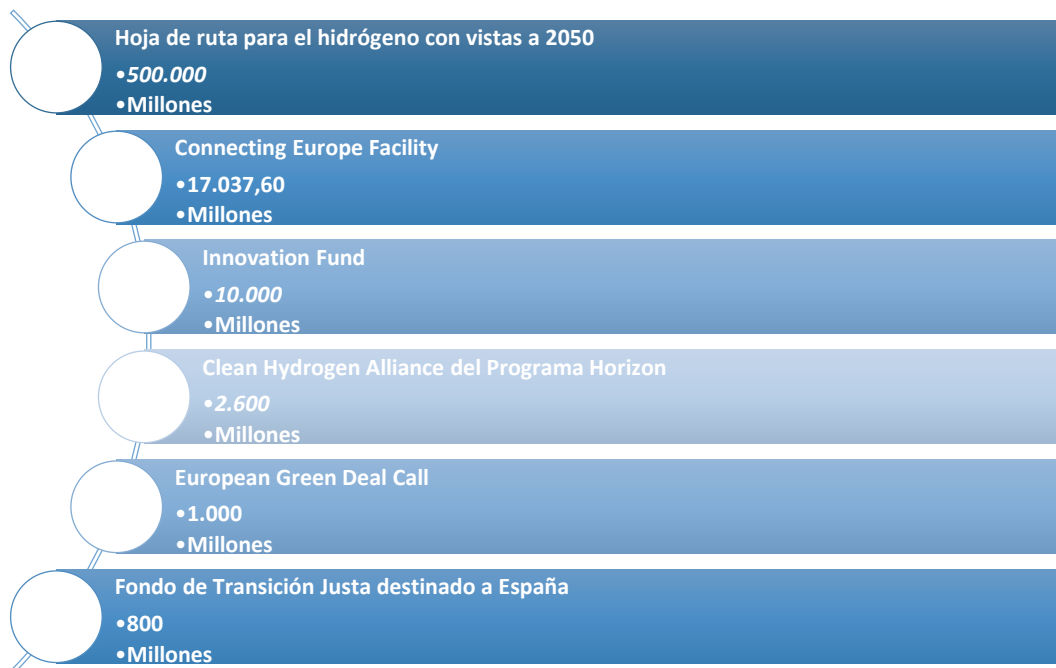 Hoja de ruta para el hidrógeno con vistas a 2050
•500.000
•Millones
Connecting Europe Facility
•17.037,60
•Millones
Innovation Fund
•10.000
•Millones
Clean Hydrogen Alliance del Programa Horizon
•2.600
•Millones
European Green Deal Call
•1.000
•Millones
Fondo de Transición Justa destinado a España
•800
•Millones